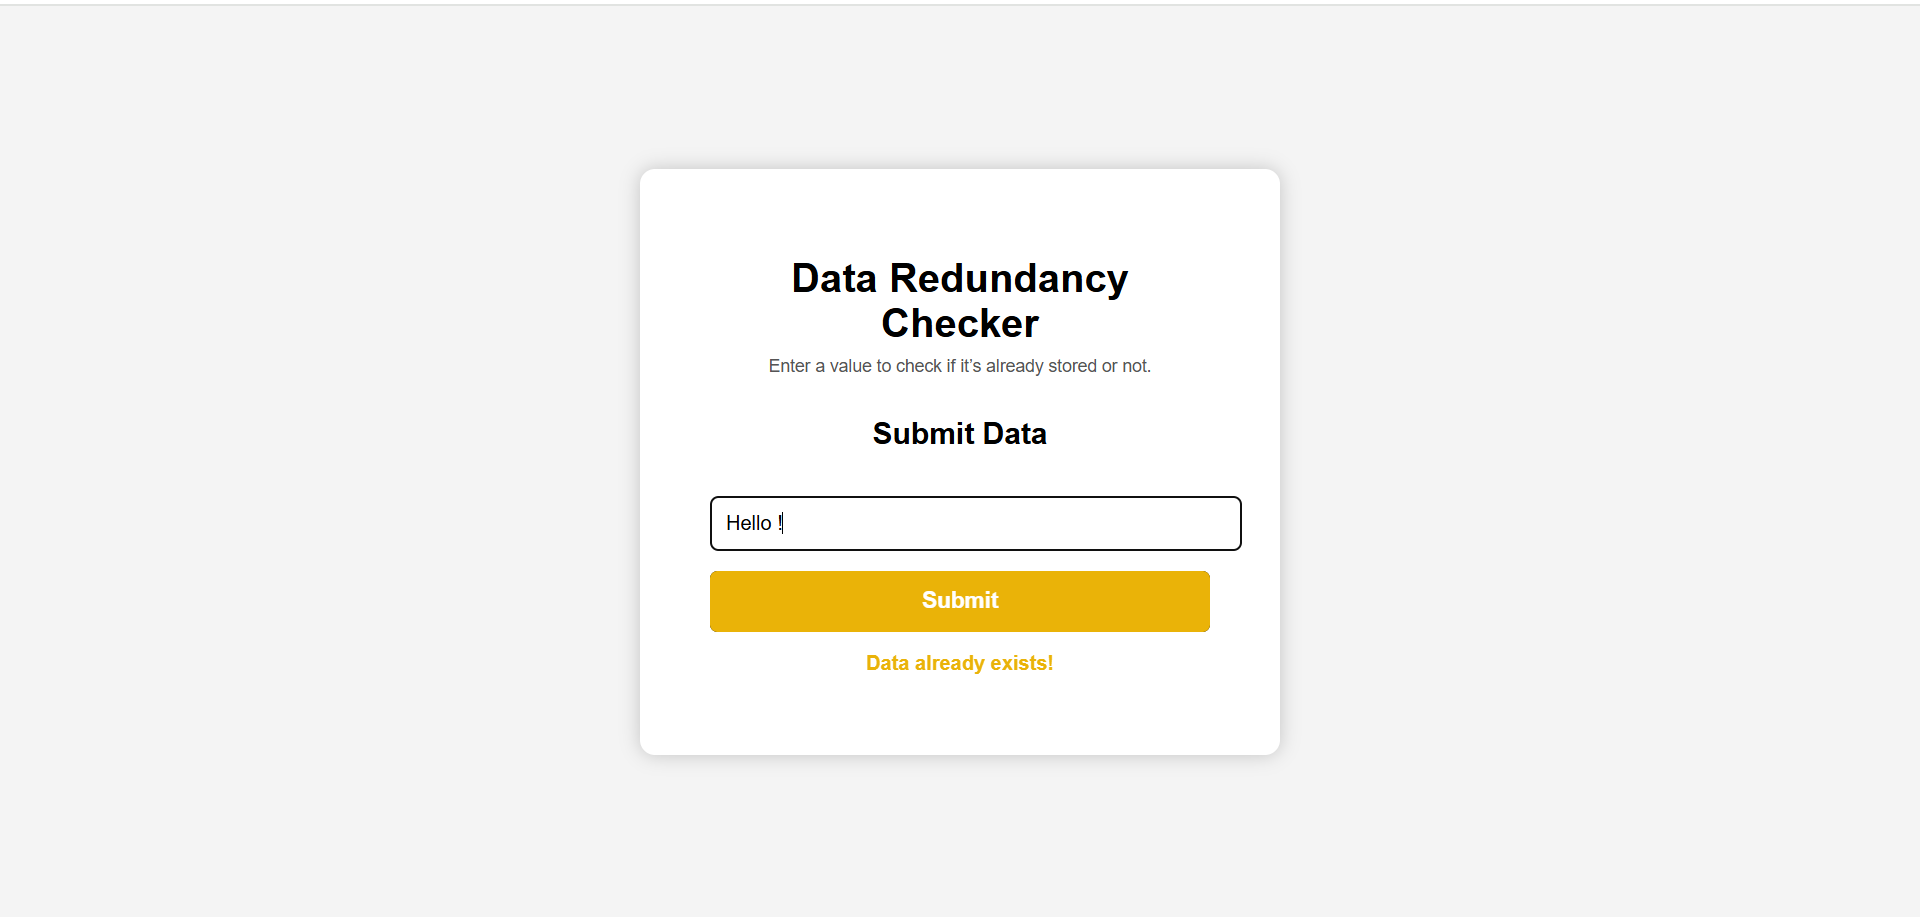 Data Redundancy
Checker
Enter a value to check if it’s already stored or not.
Submit Data
Hello !
Submit
Data already exists!